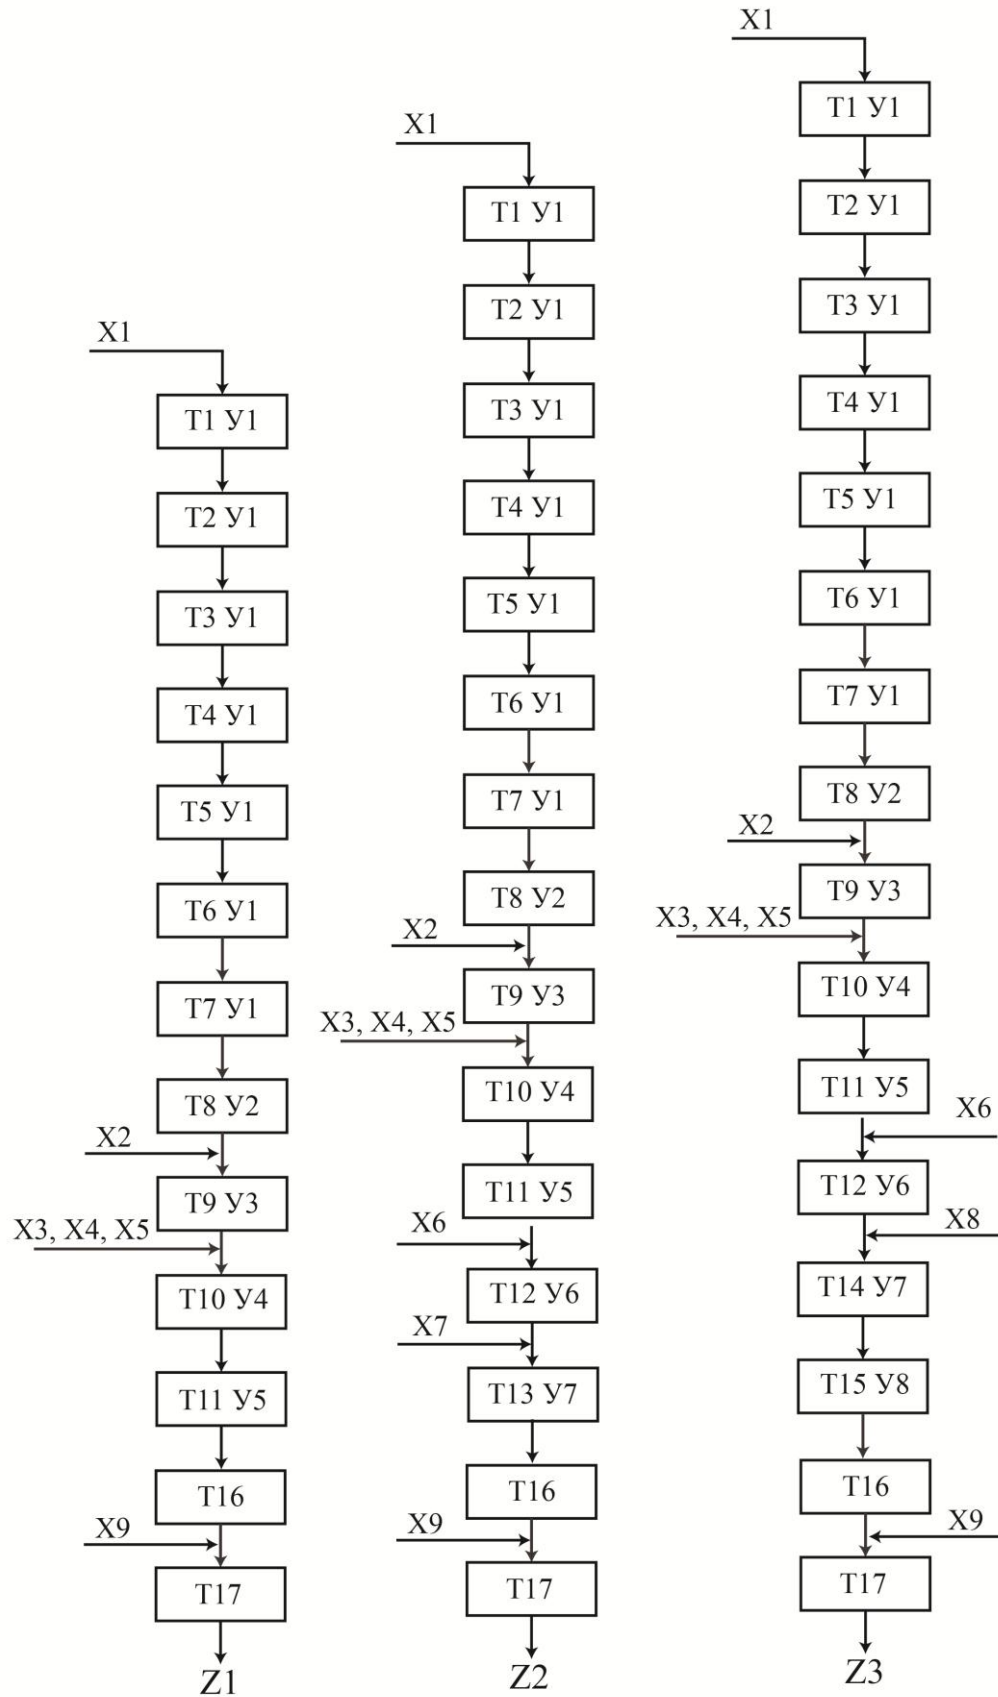 X1
T1 У1
T2 У1
T3 У1
T4 У1
T5 У1
T6 У1
T7 У1
T8 У2
X2
T9 У3
X3, X4, X5
T10 У4
T11 У5
T16
X9
T17
Z1
X1
T1 У1
T2 У1
T3 У1
T4 У1
T5 У1
T6 У1
T7 У1
T8 У2
X2
T9 У3
X3, X4, X5
T10 У4
T11 У5
X6
T12 У6
X7
T13 У7
T16
X9
T17
Z2
X1
T1 У1
T2 У1
T3 У1
T4 У1
T5 У1
T6 У1
T7 У1
T8 У2
X2
T9 У3
X3, X4, X5
T10 У4
T11 У5
X6
T12 У6
X8
T14 У7
T15 У8
T16
X9
T17
Z3